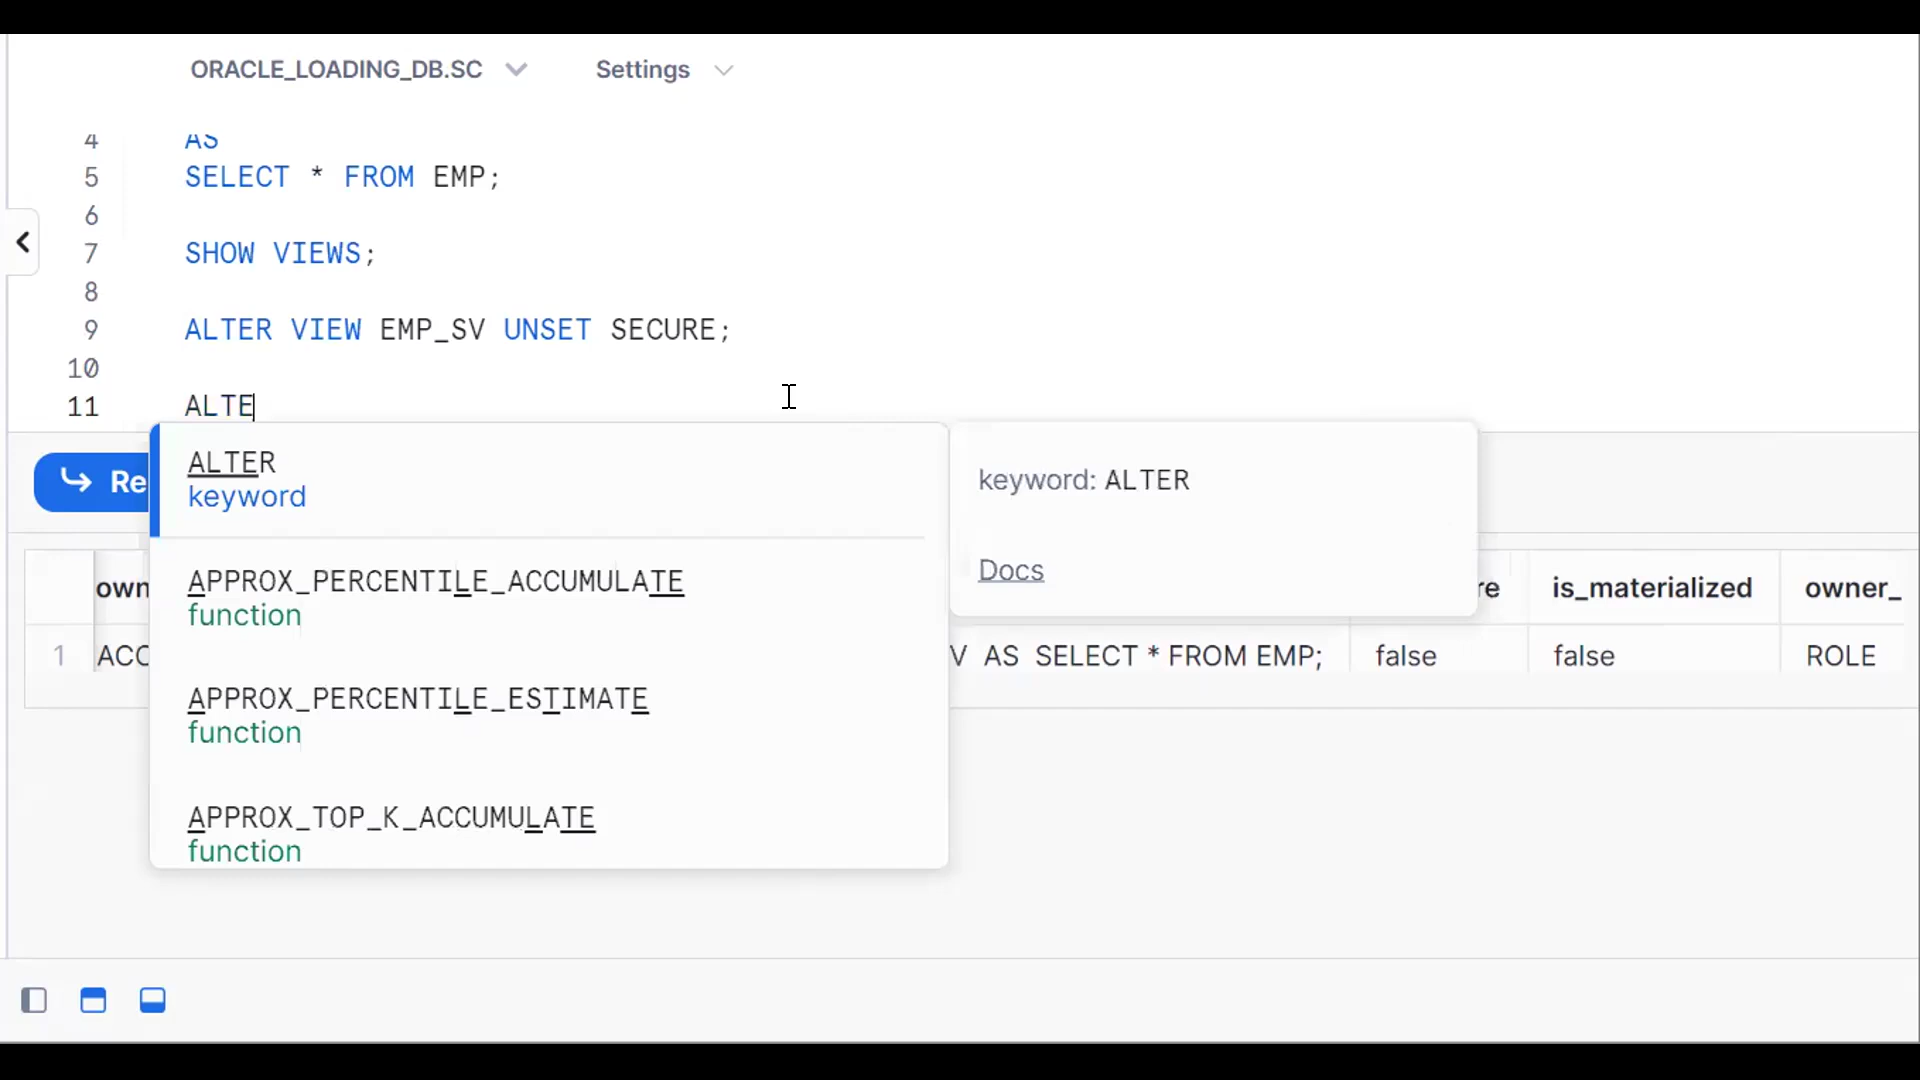 ORACLE_LOADING_DB.SC
Settings
4 AS
5 SELECT * FROM EMP;
6
7 SHOW VIEWS;
8
9 ALTER VIEW EMP_SV UNSET SECURE;
10
11 ALTE
Re
ALTER
keyword
APPROX_PERCENTILE_ACCUMULATE
function
APPROX_PERCENTILE_ESTIMATE
function
APPROX_TOP_K_ACCUMULATE
function
keyword: ALTER
Docs
own re is_materialized owner_
1 ACC V AS SELECT * FROM EMP; false false ROLE